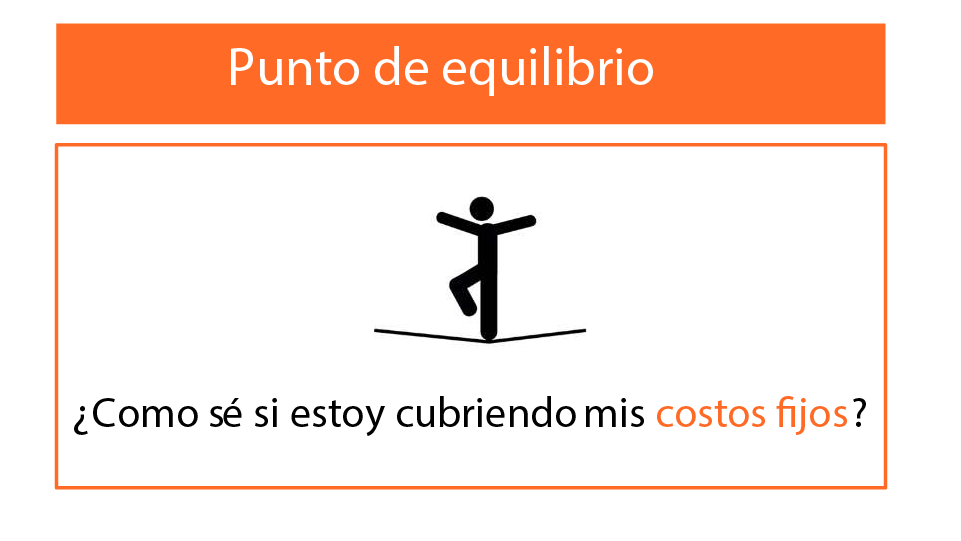 Punto de equilibrio
¿Como sé si estoy cubriendo mis costos fijos?